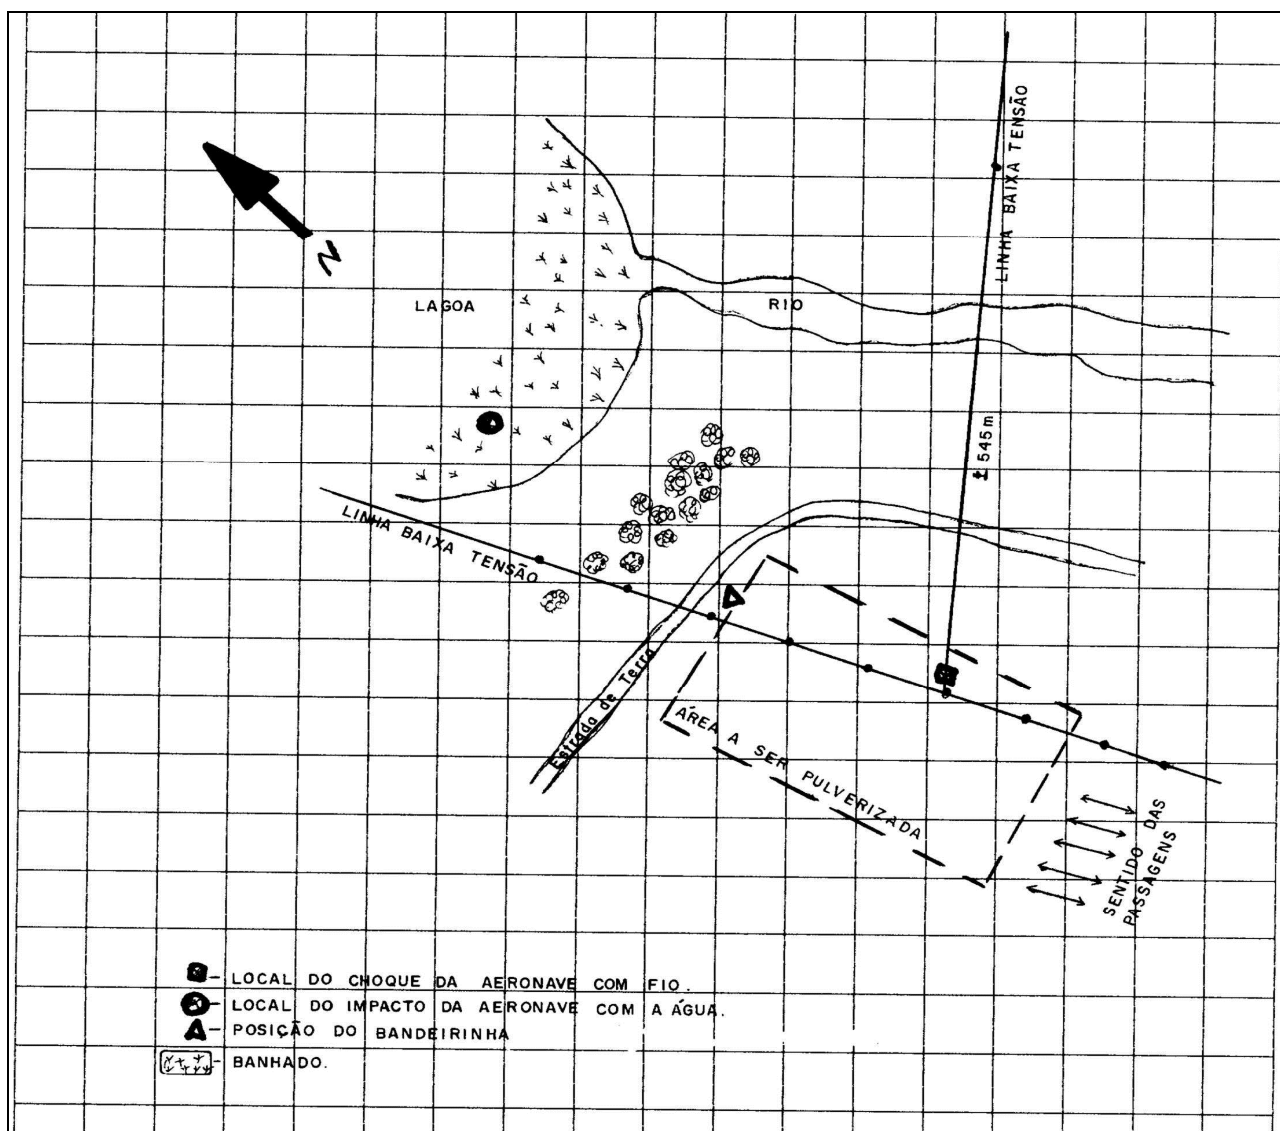 N
LAGOA
RIO
LINHA BAIXA TENSÃO
± 545m
LINHA BAIXA TENSÃO
Estrada de Terra
ÁREA A SER PULVERIZADA
SENTIDO DAS
PASSAGENS
- LOCAL DO CHOQUE DA AERONAVE COM FIO.
- LOCAL DO IMPACTO DA AERONAVE COM A ÁGUA.
- POSIÇÃO DO BANDEIRINHA
- BANHADO.